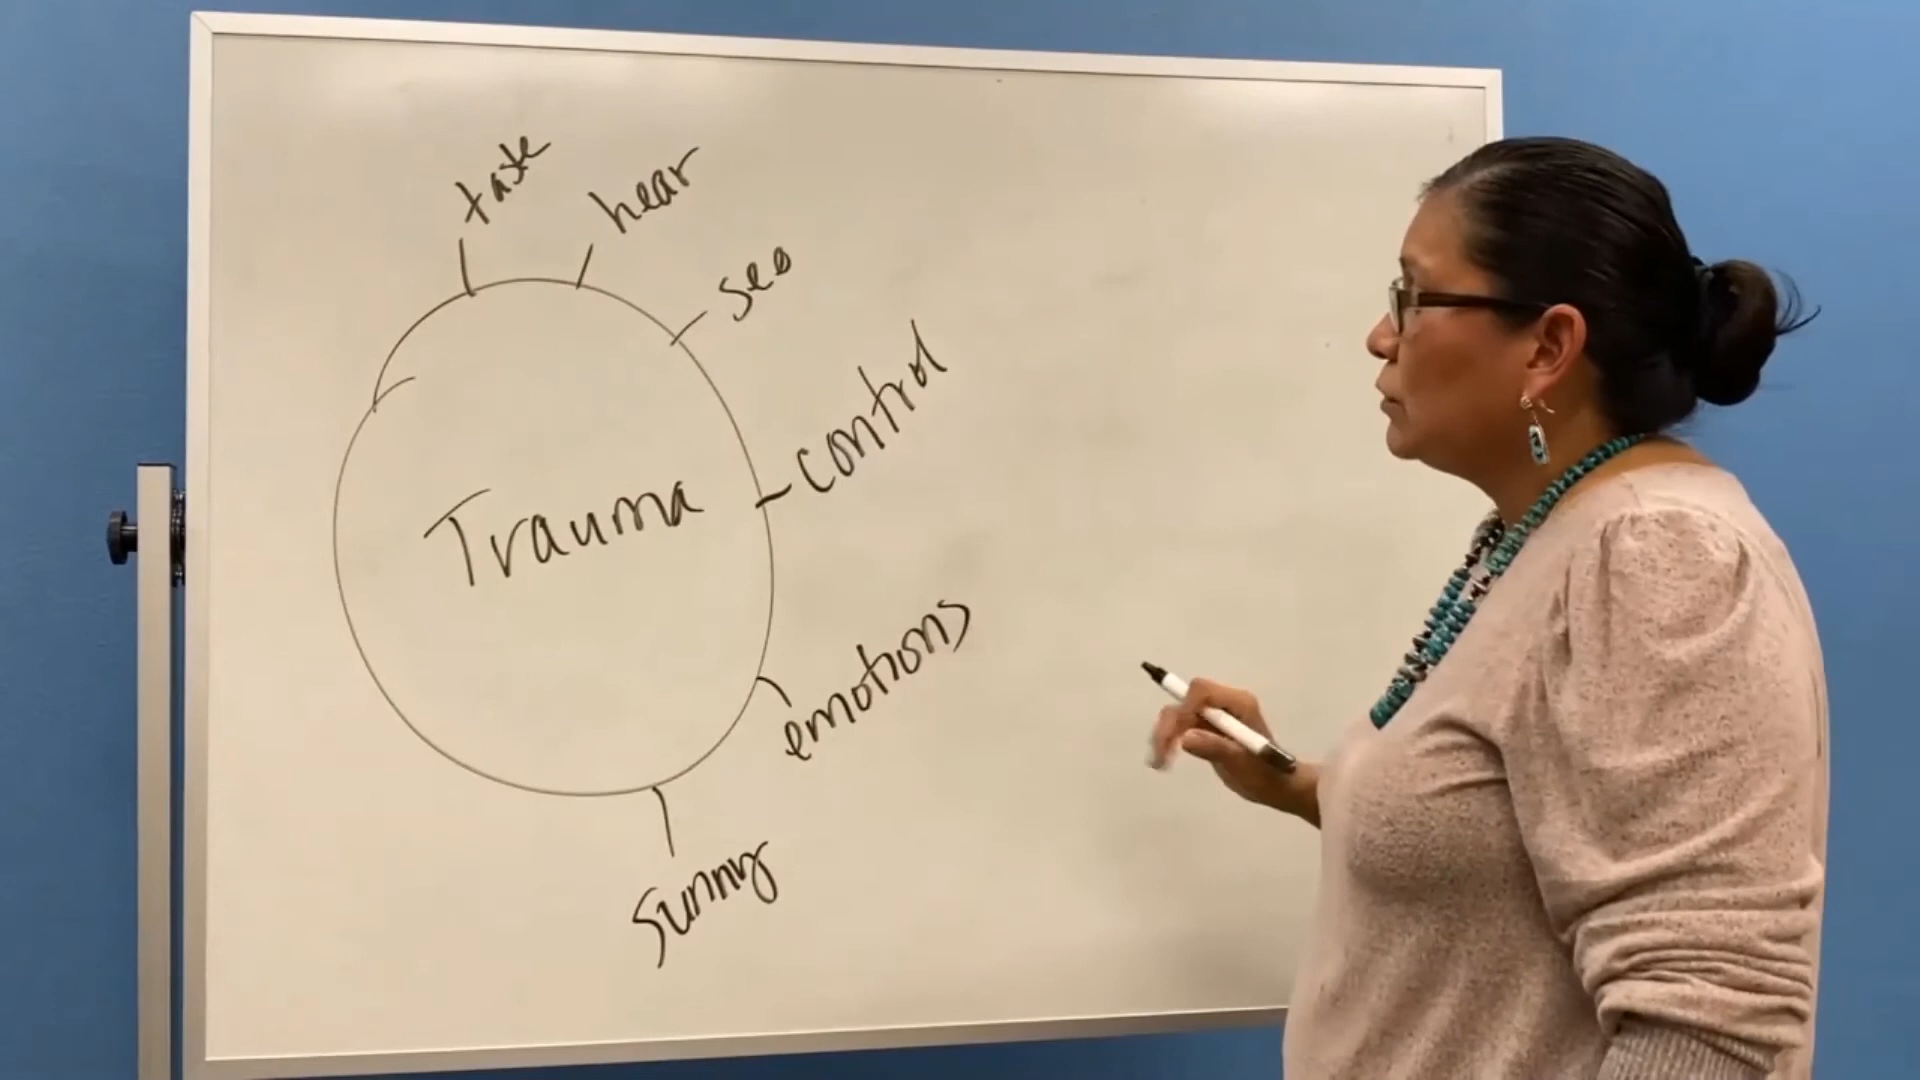 taste
hear
see
control
Trauma
emotions
sunny